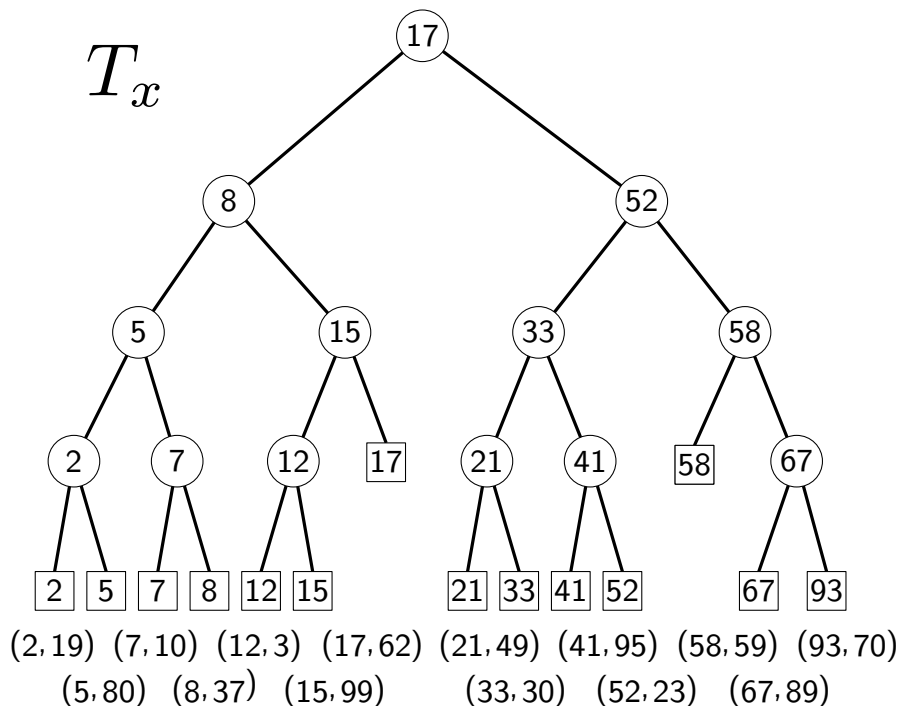 17
T_x
8 52
5 15 33 58
2 7 12 17 21 41 58 67
2 5 7 8 12 15 21 33 41 52 67 93
(2, 19) (7, 10) (12, 3) (17, 62) (21, 49) (41, 95) (58, 59) (93, 70)
(5, 80) (8, 37) (15, 99) (33, 30) (52, 23) (67, 89)